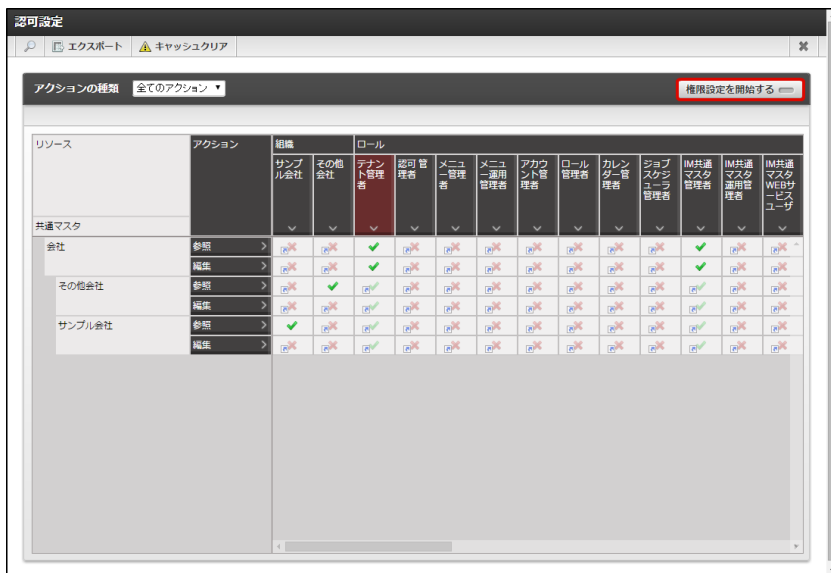 認可設定
エクスポート キャッシュクリア
アクションの種類 全てのアクション 権限設定を開始する
リソース アクション 組織 ロール
サンプル会社 その他会社 テナント管理者 認可管理者 メニュー管理者 メニュー運用管理者 アカウント管理者 ロール管理者 カレンダー管理者 ジョブスケジューラ管理者 IM共通マスタ管理者 IM共通マスタ運用管理者 IM共通マスタWEBサービスユーザ
共通マスタ
会社 参照
編集
その他会社 参照
編集
サンプル会社 参照
編集